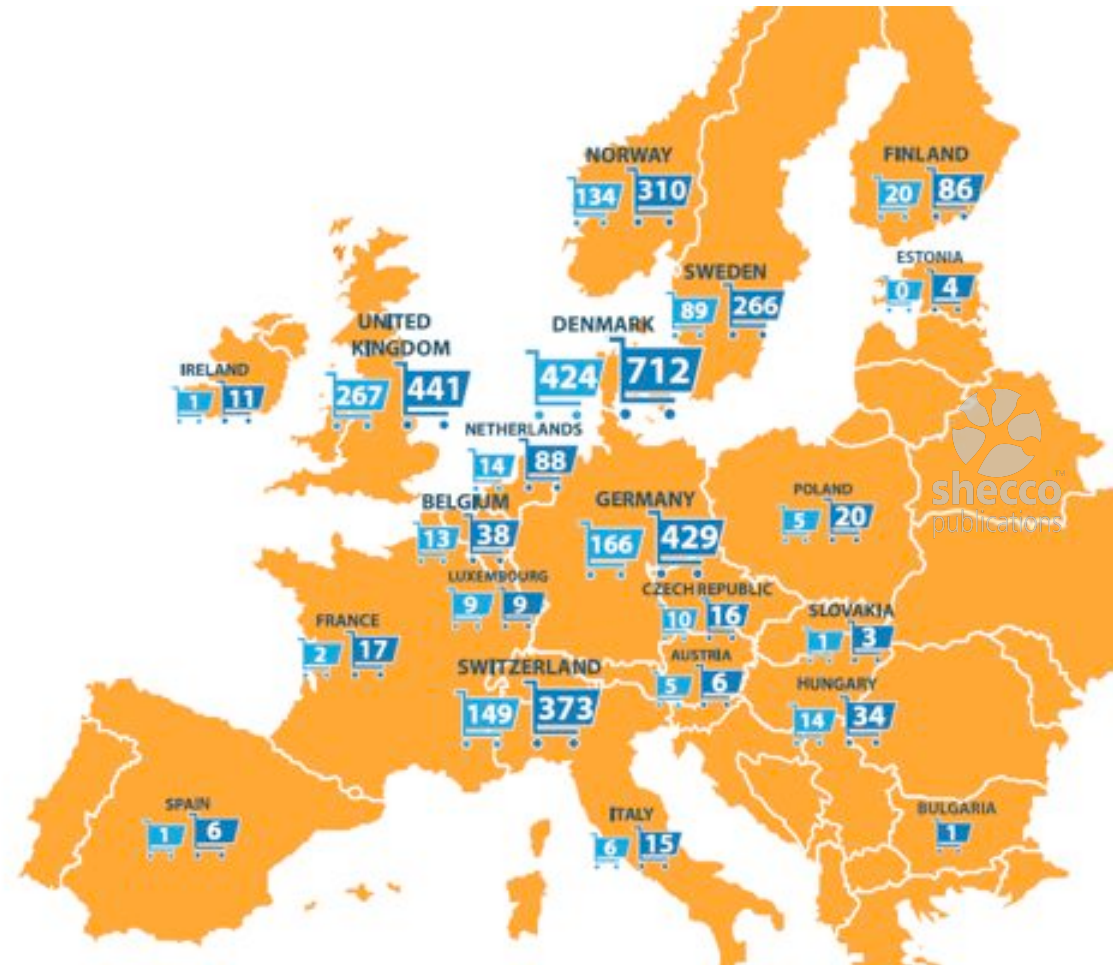 NORWAY
134 310
FINLAND
20 86
ESTONIA
0 4
SWEDEN
89 266
UNITED
KINGDOM
267 441
DENMARK
424 712
IRELAND
1 11
NETHERLANDS
14 88
BELGIUM
13 38
GERMANY
166 429
POLAND
5 20
shecco™
publications
LUXEMBOURG
9 9
CZECH REPUBLIC
10 16
SLOVAKIA
1 3
FRANCE
2 17
SWITZERLAND
149 373
AUSTRIA
5 6
HUNGARY
14 34
SPAIN
1 6
ITALY
6 15
BULGARIA
1